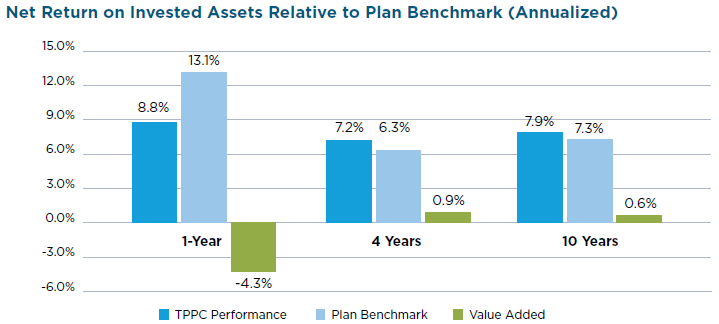 Net Return on Invested Assets Relative to Plan Benchmark (Annualized)
15.0%
12.0%
9.0%
6.0%
3.0%
0.0%
-3.0%
-6.0%
8.8%
13.1%
-4.3%
7.2%
6.3%
0.9%
7.9%
7.3%
0.6%
1-Year
4 Years
10 Years
TPPC Performance
Plan Benchmark
Value Added